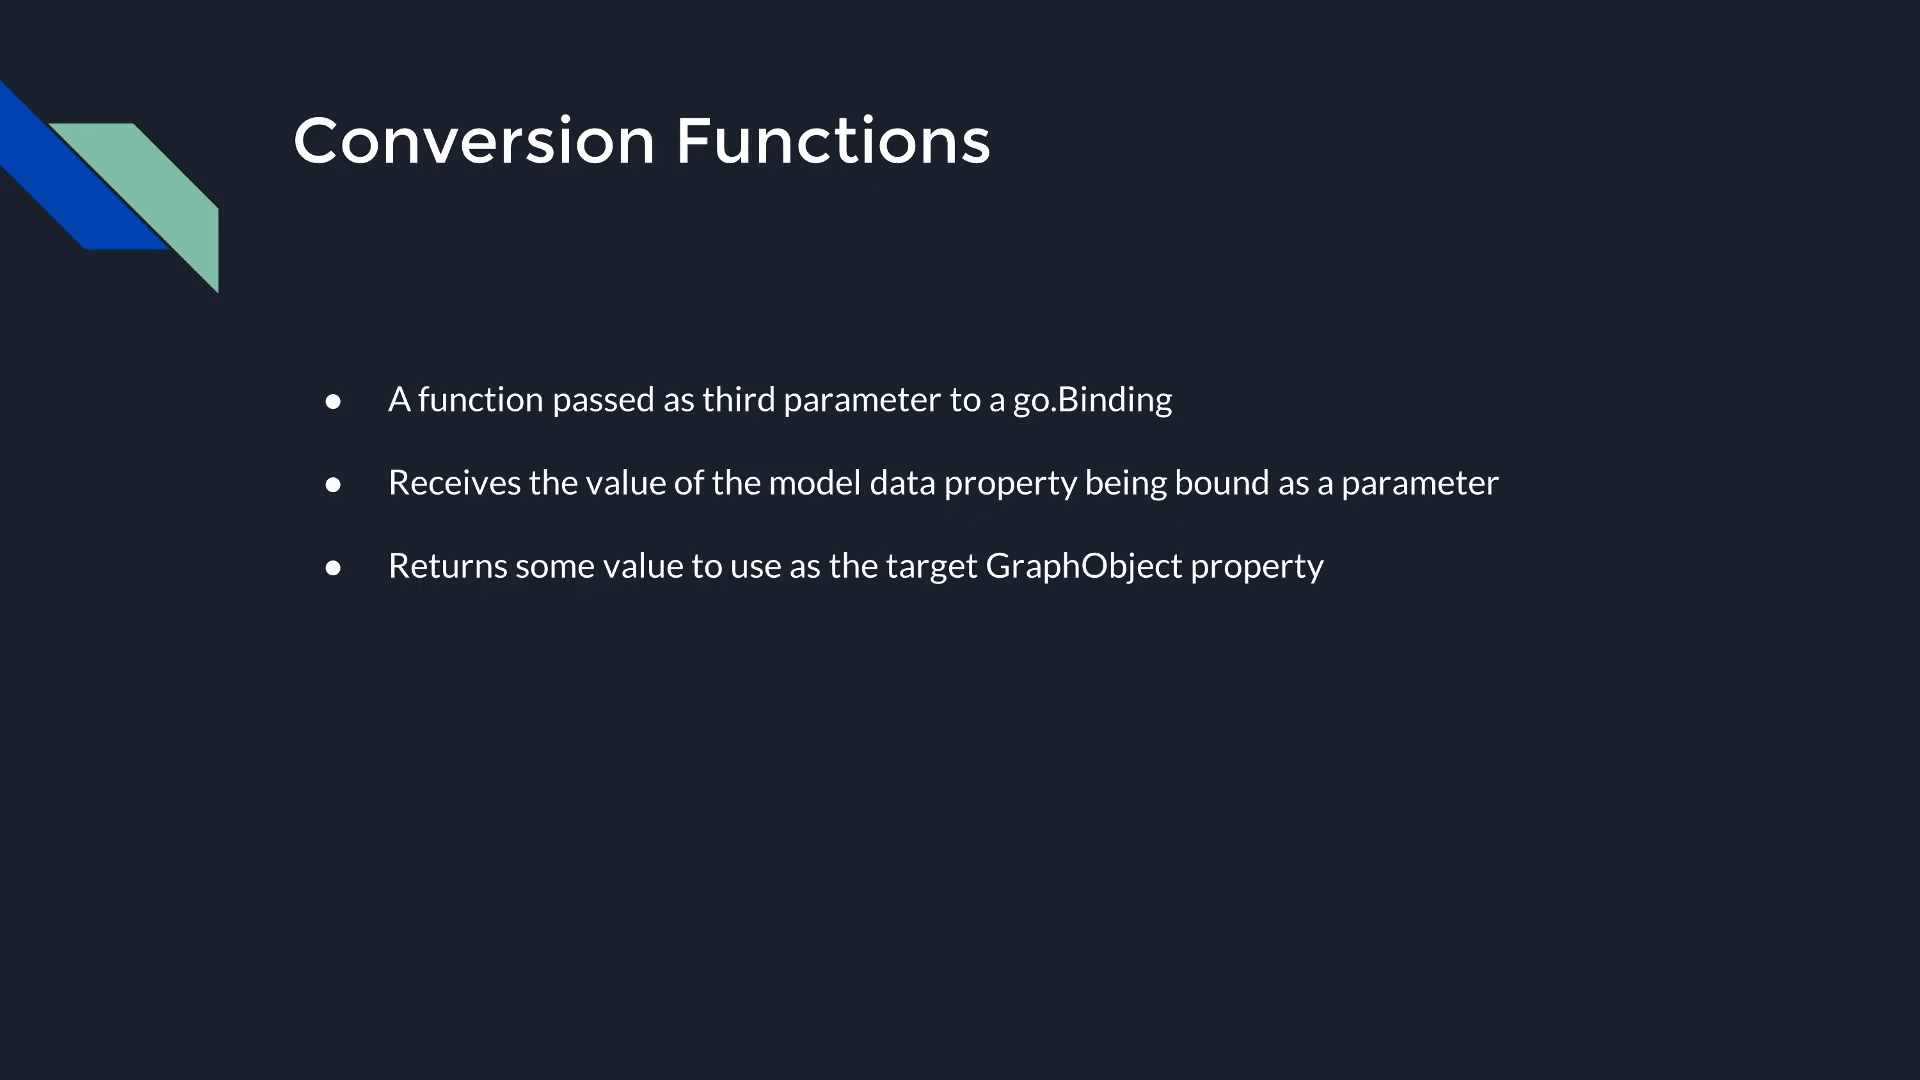 Conversion Functions
● A function passed as third parameter to a go.Binding
● Receives the value of the model data property being bound as a parameter
● Returns some value to use as the target GraphObject property